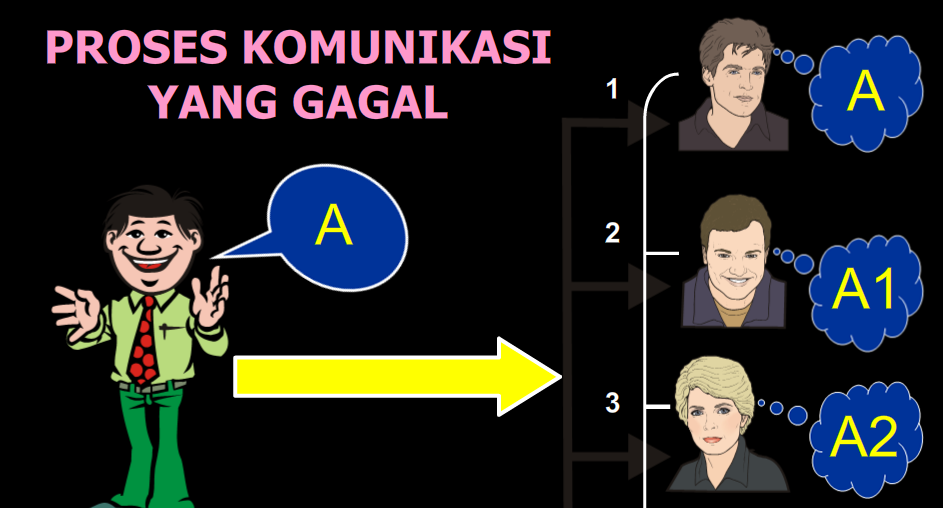 PROSES KOMUNIKASI
YANG GAGAL
A
1
A
2
A1
3
A2